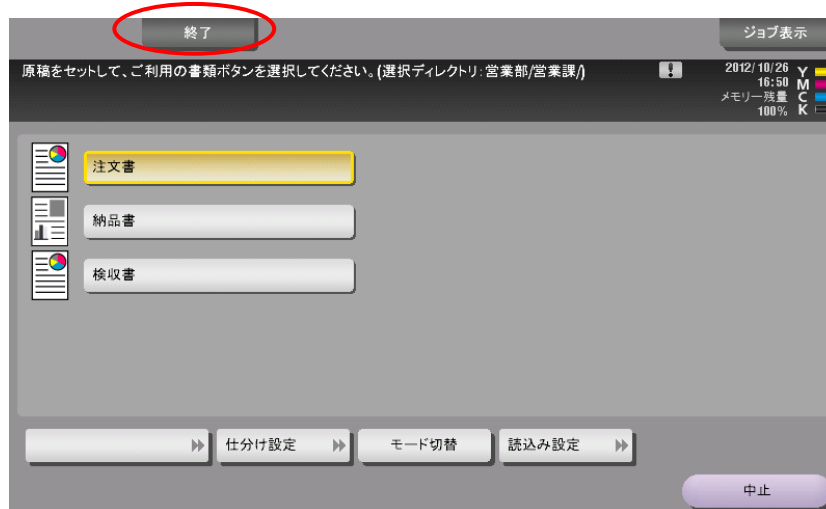 終了
ジョブ表示
原稿をセットして、ご利用の書類ボタンを選択してください。(選択ディレクトリ:営業部/営業課/)
!
2012/10/26
16:50
メモリー残量
100%
Y
M
C
K
注文書
納品書
検収書
仕分け設定
モード切替
読込み設定
中止